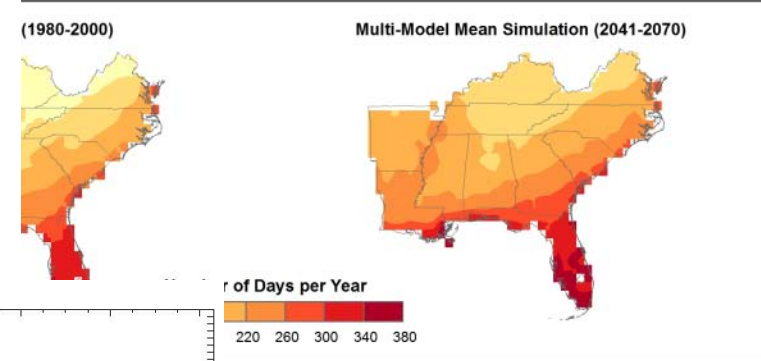 (1980-2000)
Multi-Model Mean Simulation (2041-2070)
of Days per Year
220 260 300 340 380